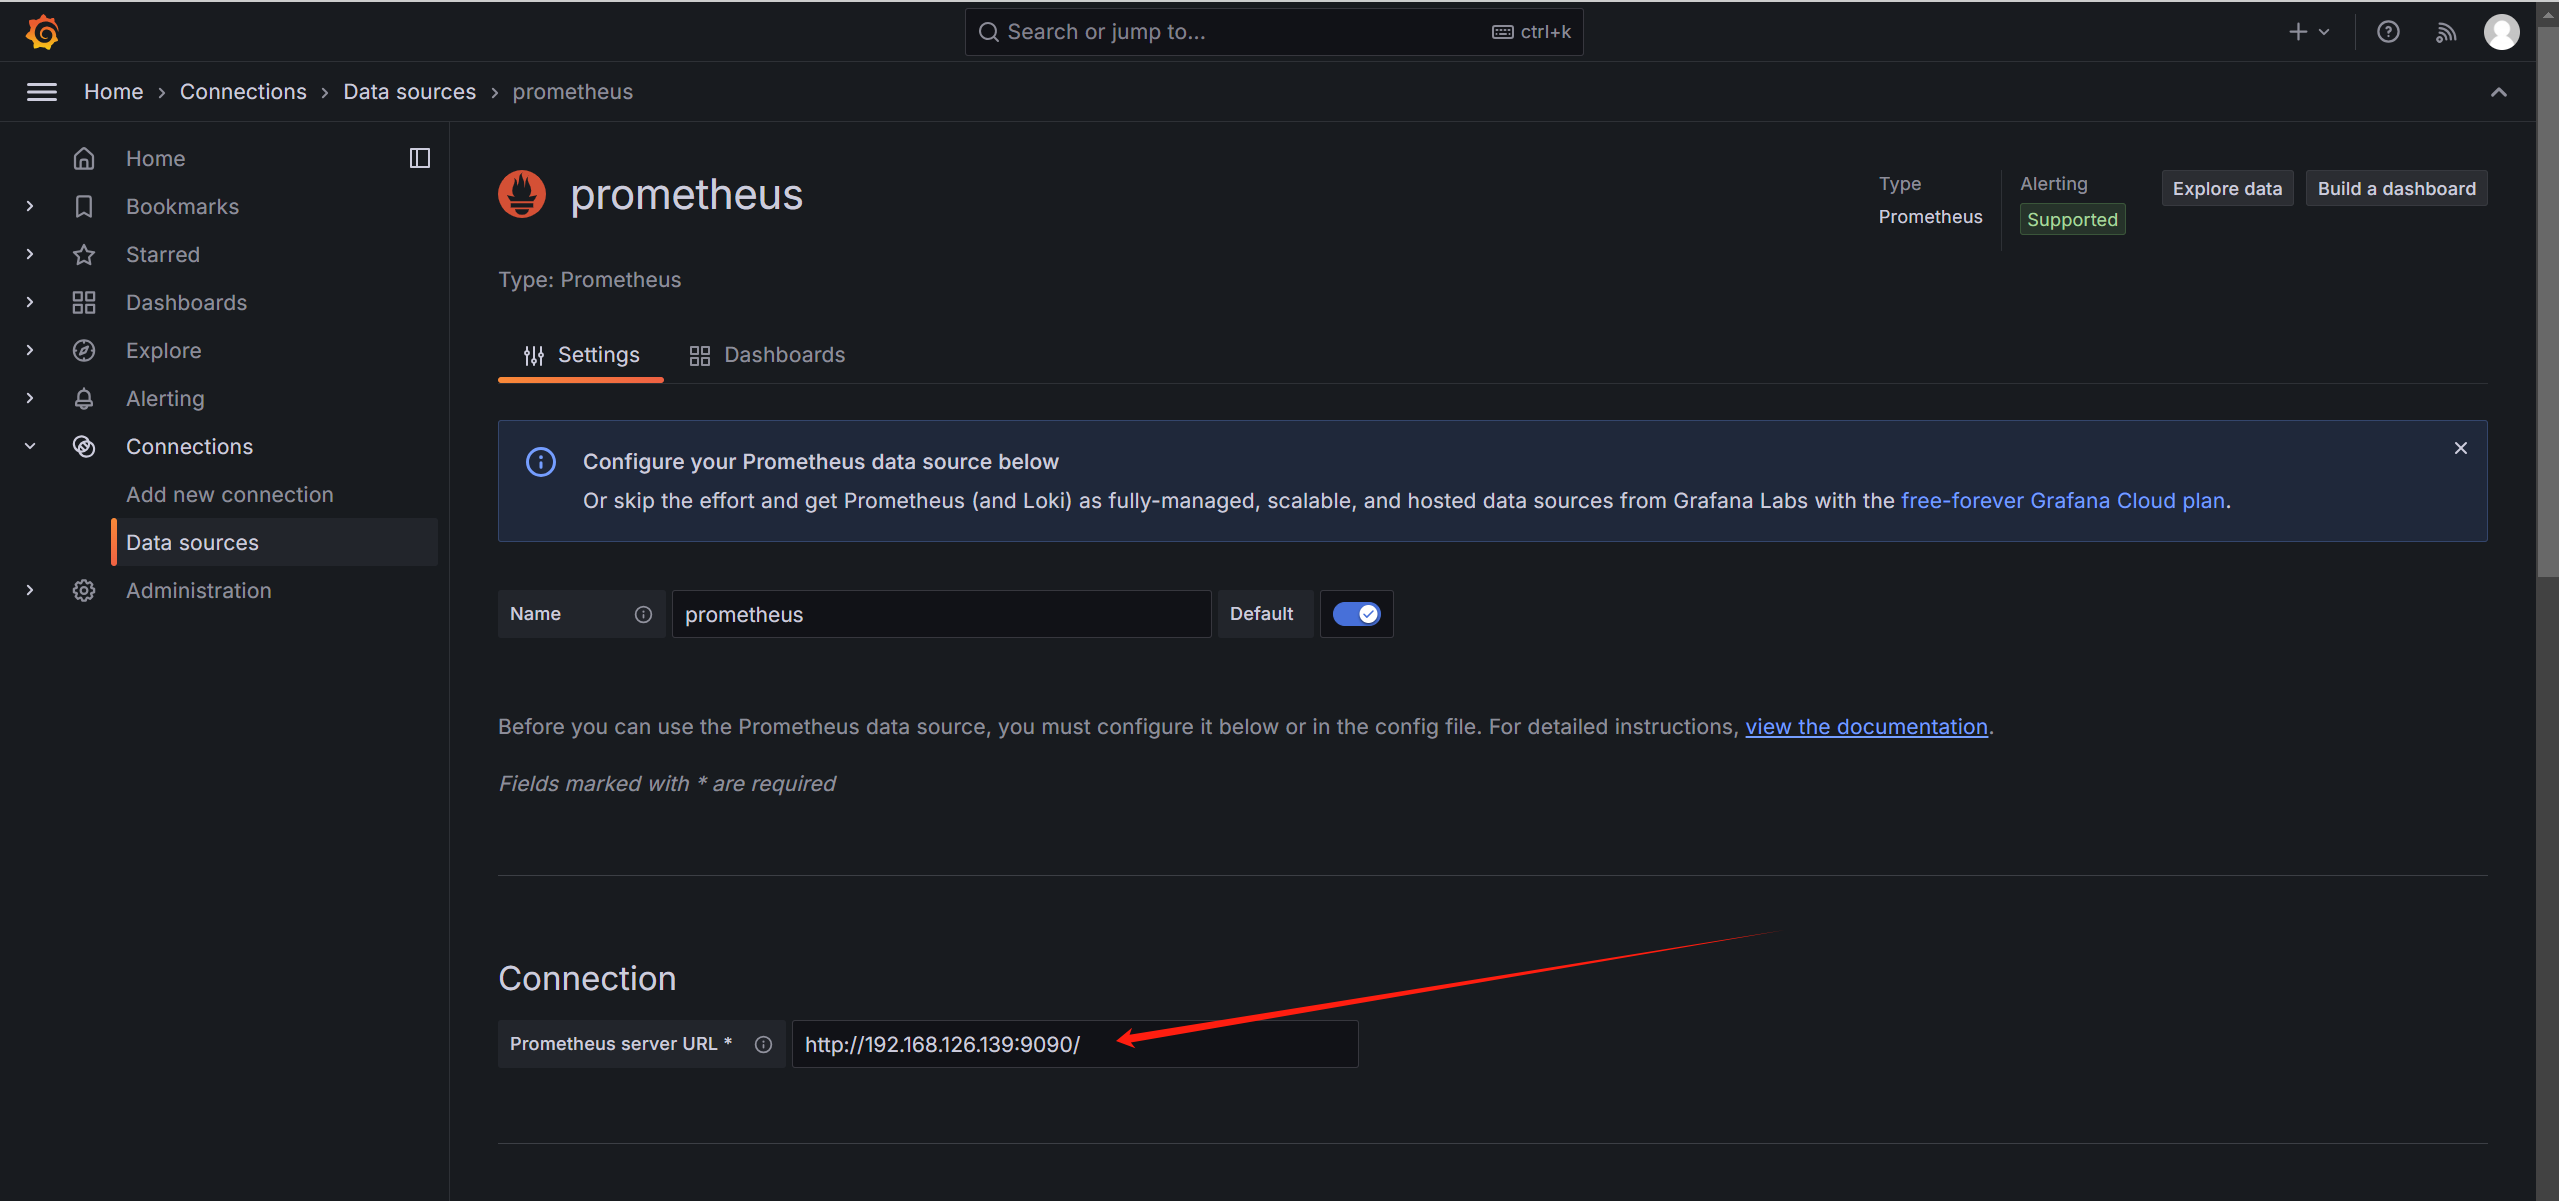 Search or jump to...
ctrl+k
Home › Connections › Data sources › prometheus
Home
Bookmarks
Starred
Dashboards
Explore
Alerting
Connections
Add new connection
Data sources
Administration
prometheus
Type
Prometheus
Alerting
Supported
Explore data
Build a dashboard
Type: Prometheus
Settings
Dashboards
Configure your Prometheus data source below
Or skip the effort and get Prometheus (and Loki) as fully-managed, scalable, and hosted data sources from Grafana Labs with the free-forever Grafana Cloud plan.
Name
prometheus
Default
Before you can use the Prometheus data source, you must configure it below or in the config file. For detailed instructions, view the documentation.
Fields marked with * are required
Connection
Prometheus server URL *
http://192.168.126.139:9090/